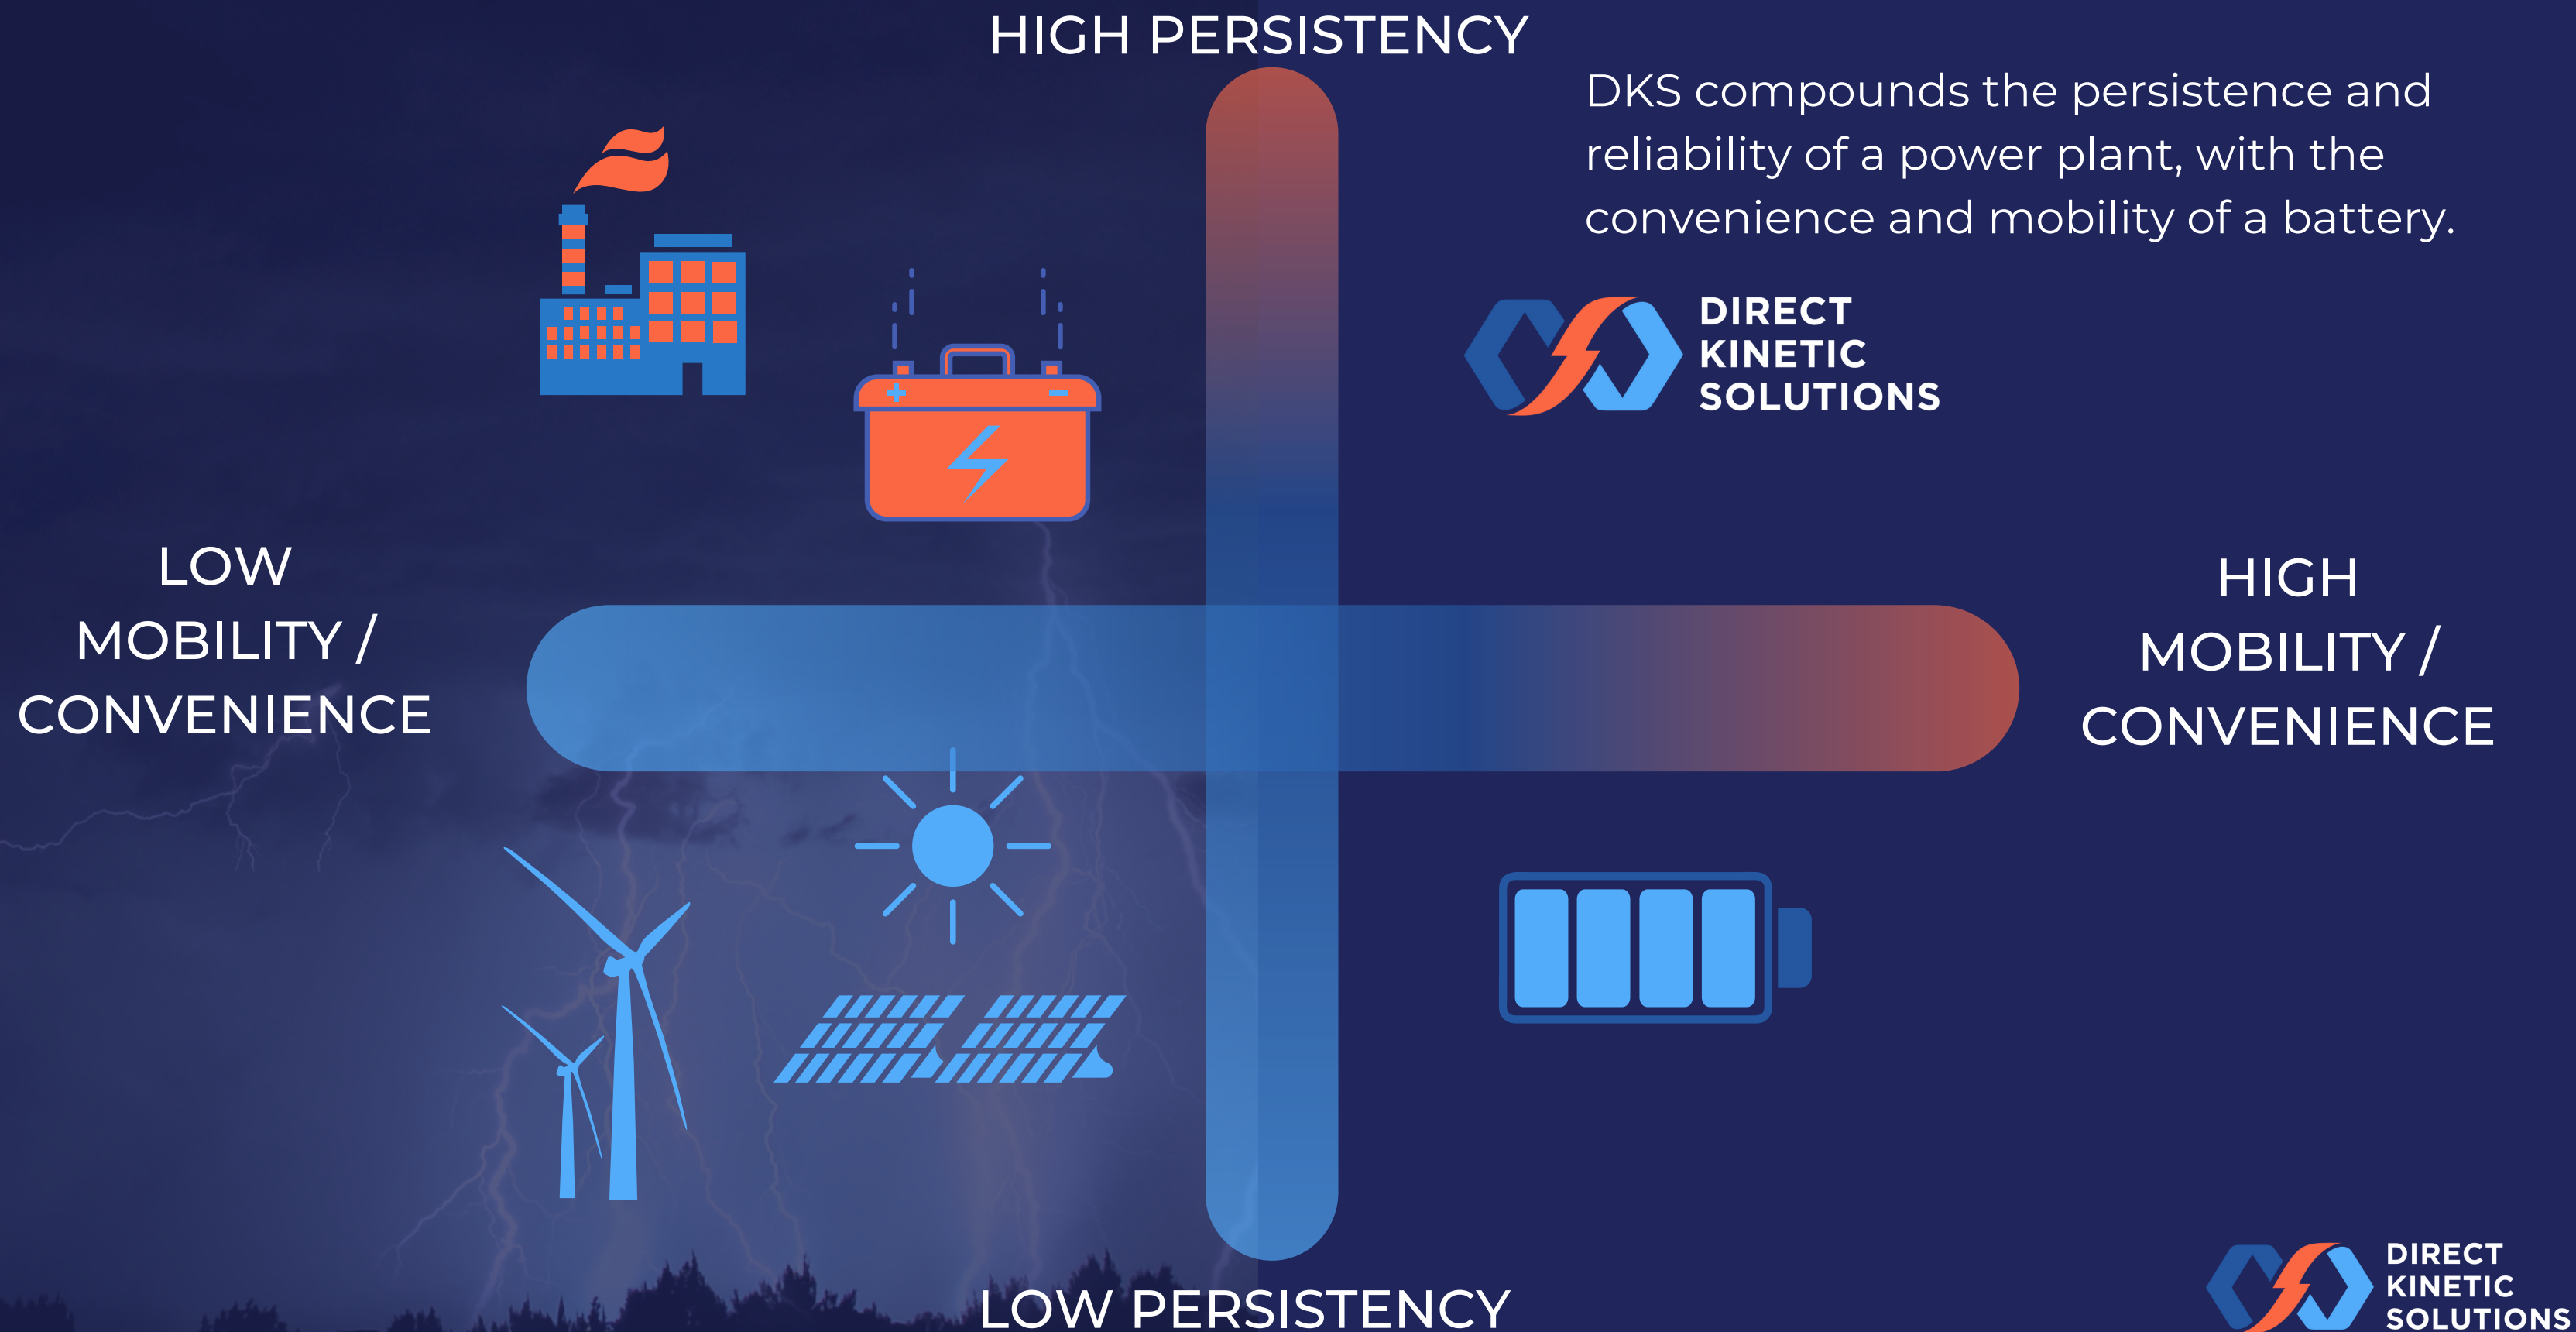 HIGH PERSISTENCY
DKS compounds the persistence and
reliability of a power plant, with the
convenience and mobility of a battery.
DIRECT
KINETIC
SOLUTIONS
LOW
MOBILITY /
CONVENIENCE
HIGH
MOBILITY /
CONVENIENCE
LOW PERSISTENCY
DIRECT
KINETIC
SOLUTIONS